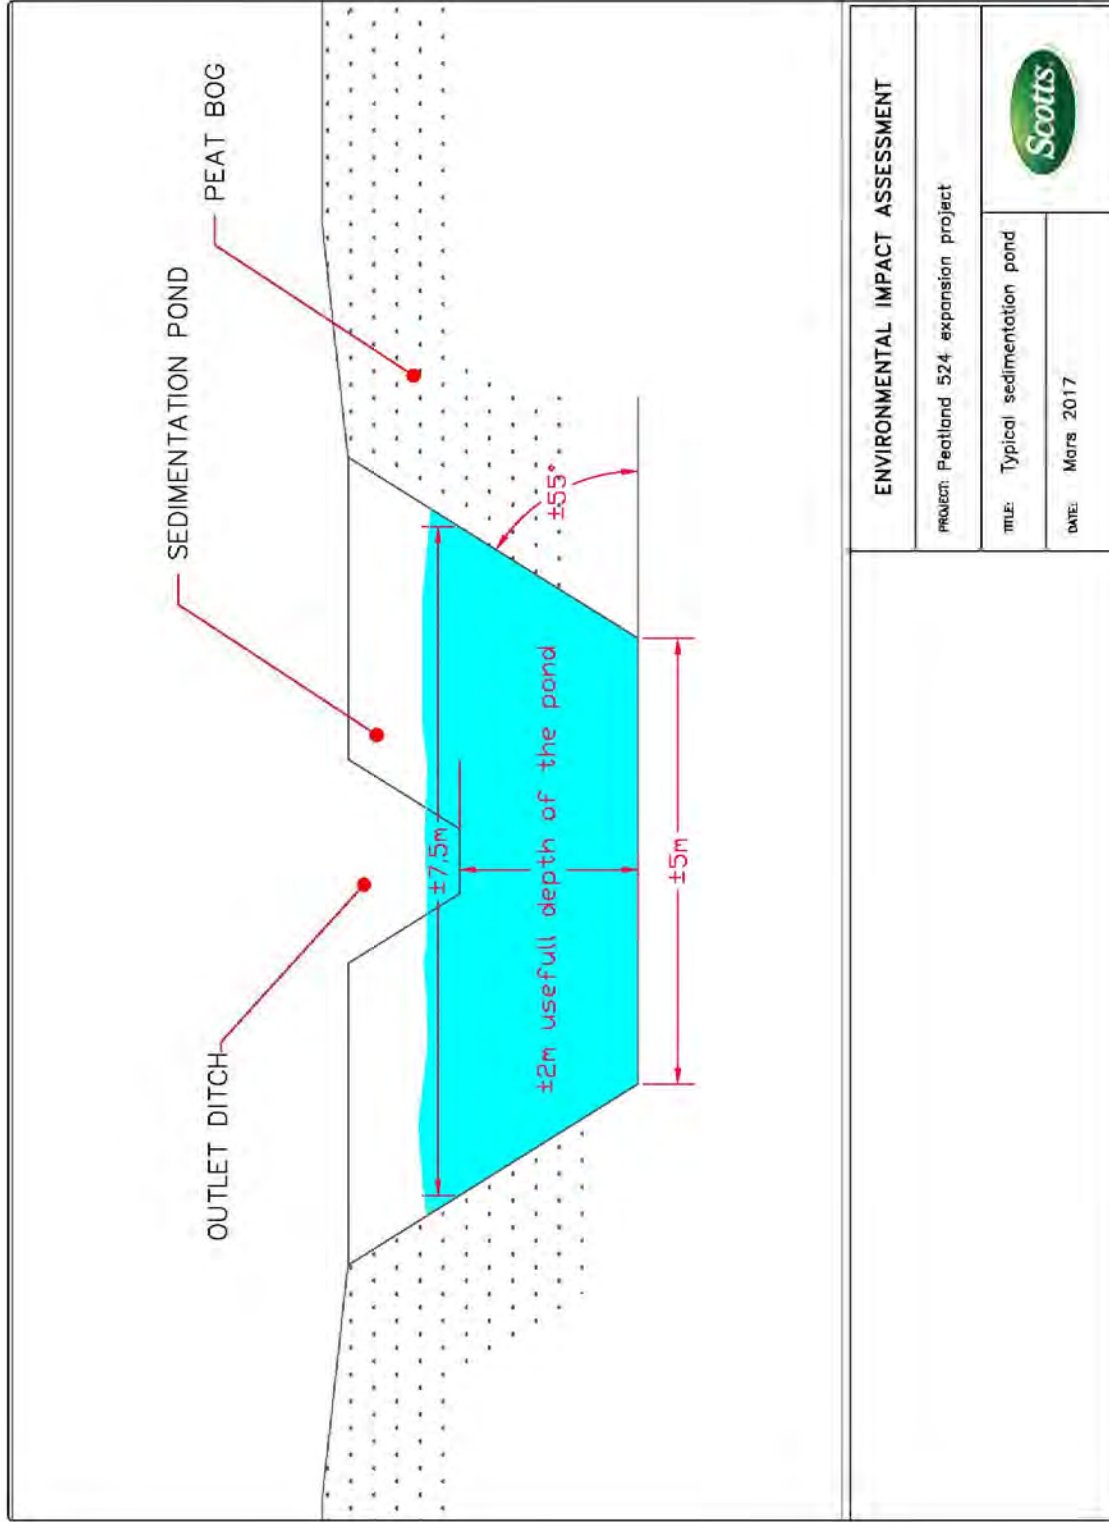 OUTLET DITCH
SEDIMENTATION POND
PEAT BOG
±7,5m
±2m usefull depth of the pond
±55°
±5m
ENVIRONMENTAL IMPACT ASSESSMENT
PROJECT: Peatland 524 expansion project
TITLE: Typical sedimentation pond
DATE: Mars 2017
Scotts